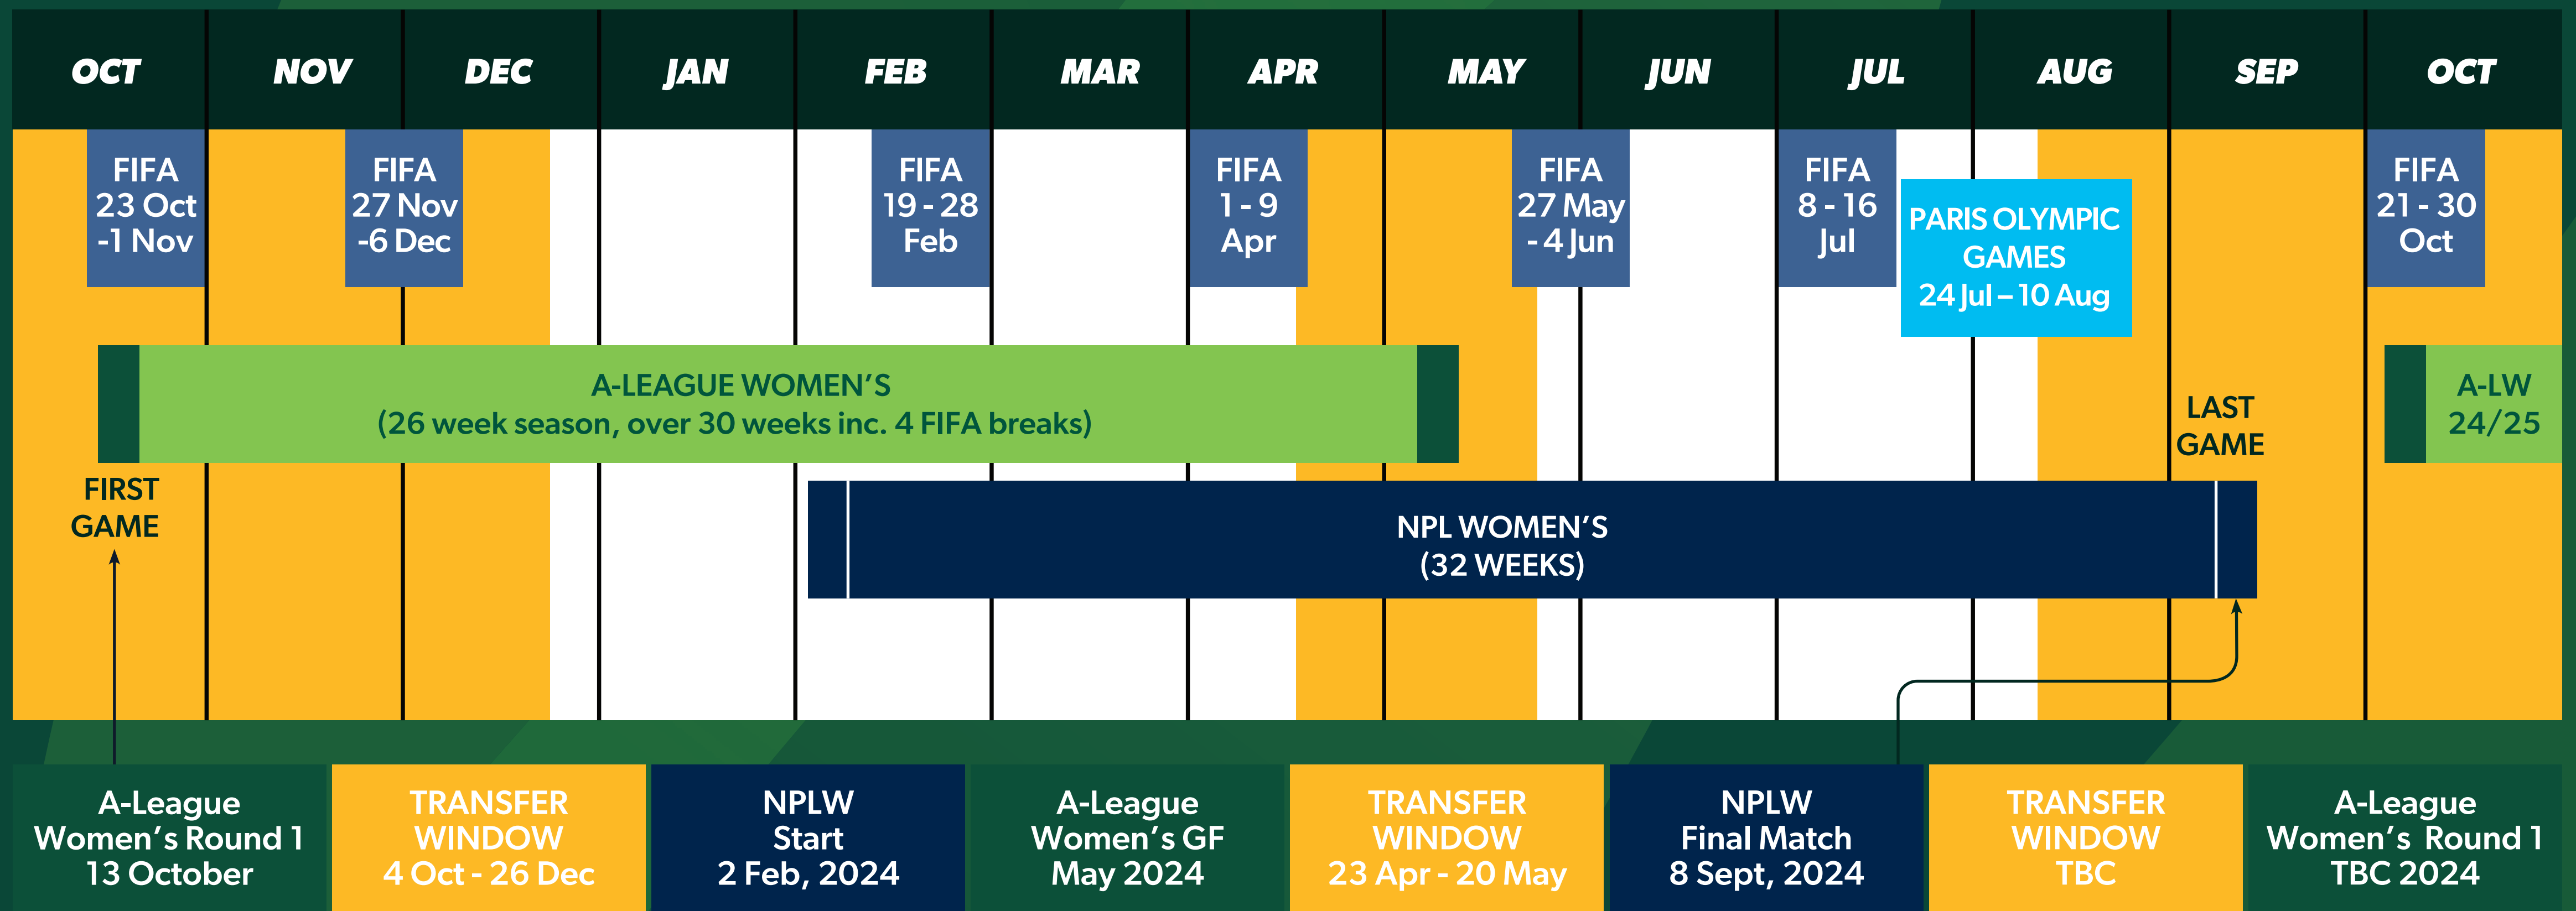 OCT NOV DEC JAN FEB MAR APR MAY JUN JUL AUG SEP OCT
FIFA
23 Oct
-1 Nov
FIFA
27 Nov
-6 Dec
FIFA
19 - 28
Feb
FIFA
1 - 9
Apr
FIFA
27 May
- 4 Jun
FIFA
8 - 16
Jul
PARIS OLYMPIC
GAMES
24 Jul – 10 Aug
FIFA
21 - 30
Oct
A-LEAGUE WOMEN’S
(26 week season, over 30 weeks inc. 4 FIFA breaks)
A-LW
24/25
LAST
GAME
FIRST
GAME
NPL WOMEN’S
(32 WEEKS)
A-League
Women’s Round 1
13 October
TRANSFER
WINDOW
4 Oct - 26 Dec
NPLW
Start
2 Feb, 2024
A-League
Women’s GF
May 2024
TRANSFER
WINDOW
23 Apr - 20 May
NPLW
Final Match
8 Sept, 2024
TRANSFER
WINDOW
TBC
A-League
Women’s Round 1
TBC 2024